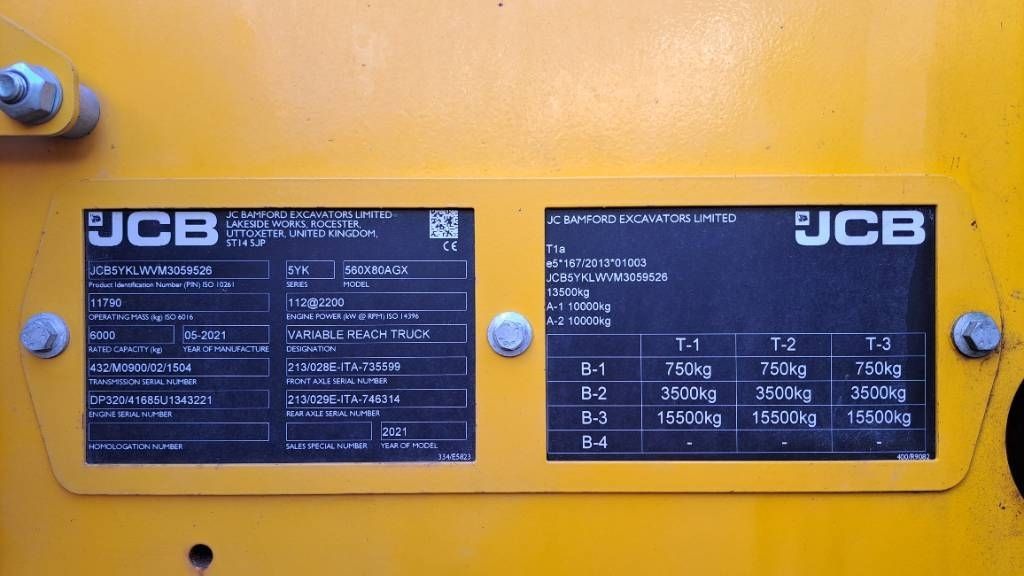 JCB
JC BAMFORD EXCAVATORS LIMITED
LAKESIDE WORKS, ROCESTER,
UTTOXETER, UNITED KINGDOM,
ST14 5JP
CE
JCB5YKLWVM3059526 5YK 560X80AGX
Product Identification Number (PIN) ISO 10261 SERIES MODEL
11790 112@2200
OPERATING MASS (kg) ISO 6016 ENGINE POWER (kW @ RPM) ISO 14396
6000 05-2021 VARIABLE REACH TRUCK
RATED CAPACITY (kg) YEAR OF MANUFACTURE DESIGNATION
432/M0900/02/1504 213/028E-ITA-735599
TRANSMISSION SERIAL NUMBER FRONT AXLE SERIAL NUMBER
DP320/41685U1343221 213/029E-ITA-746314
ENGINE SERIAL NUMBER REAR AXLE SERIAL NUMBER
2021
HOMOLOGATION NUMBER SALES SPECIAL NUMBER YEAR OF MODEL
334/E5823
JC BAMFORD EXCAVATORS LIMITED JCB
T1a
e5*167/2013*01003
JCB5YKLWVM3059526
13500kg
A-1 10000kg
A-2 10000kg
T-1 T-2 T-3
B-1 750kg 750kg 750kg
B-2 3500kg 3500kg 3500kg
B-3 15500kg 15500kg 15500kg
B-4 - - -
400/R9082